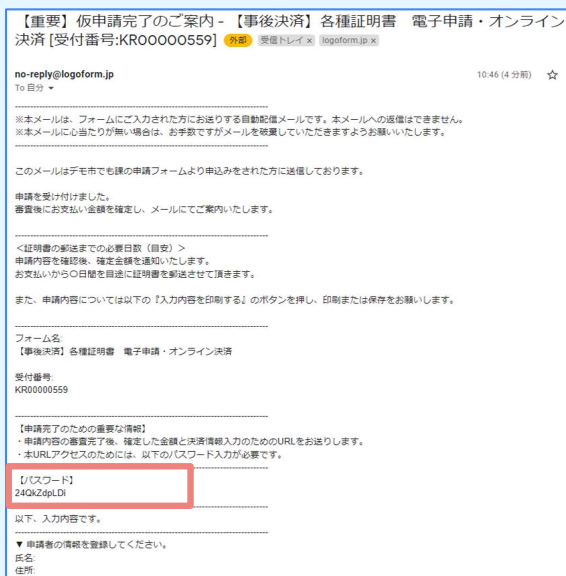 【重要】仮申請完了のご案内 - 【事後決済】各種証明書　電子申請・オンライン
決済 [受付番号:KR00000559] 外部 受信トレイ x logoform.jp x
no-reply@logoform.jp 10:46 (4 分前) ☆
To 自分 ▼
------------------------------------------------------------------------------------
※本メールは、フォームにご入力された方にお送りする自動配信メールです。本メールへの返信はできません。
※本メールに心当たりが無い場合は、お手数ですがメールを破棄していただきますようお願いいたします。
------------------------------------------------------------------------------------
このメールはデモ市でも課の申請フォームより申込みをされた方に送信しております。
申請を受け付けました。
審査後にお支払い金額を確定し、メールにてご案内いたします。
------------------------------------------------------------------------------------
＜証明書の郵送までの必要日数（目安）＞
申請内容を確認後、確定金額を通知いたします。
お支払いから〇日間を目途に証明書を郵送させて頂きます。
また、申請内容については以下の『入力内容を印刷する』のボタンを押し、印刷または保存をお願いします。
------------------------------------------------------------------------------------
フォーム名:
【事後決済】各種証明書　電子申請・オンライン決済
受付番号:
KR00000559
------------------------------------------------------------------------------------
【申請完了のための重要な情報】
・申請内容の審査完了後、確定した金額と決済情報入力のためのURLをお送りします。
・本URLアクセスのためには、以下のパスワード入力が必要です。
------------------------------------------------------------------------------------
【パスワード】
24QkZdpLDi
------------------------------------------------------------------------------------
以下、入力内容です。
------------------------------------------------------------------------------------
▼ 申請者の情報を登録してください。
氏名:
住所: